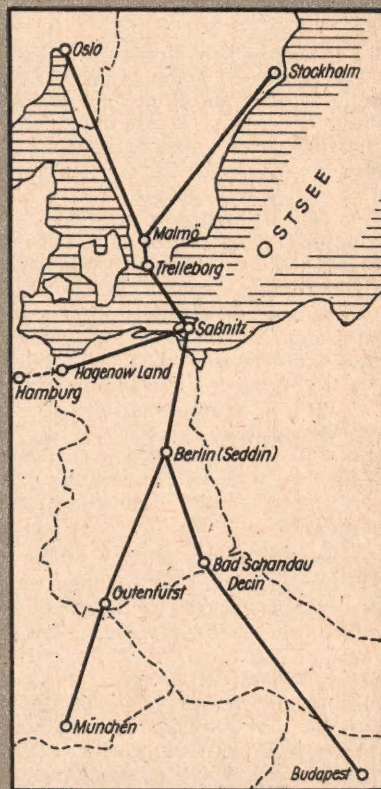 Oslo
Stockholm
OSTSEE
Malmö
Trelleborg
Saßnitz
Hagenow Land
Hamburg
Berlin (Seddin)
Bad Schandau
Decin
Gutenfürst
München
Budapest